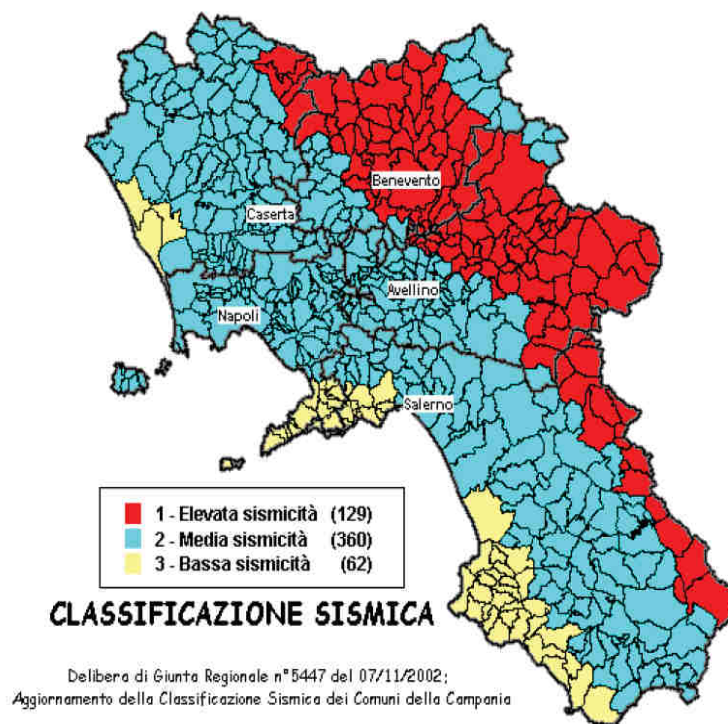 Benevento
Caserta
Avellino
Napoli
Salerno
1 - Elevata sismicità (129)
2 - Media sismicità (360)
3 - Bassa sismicità (62)
CLASSIFICAZIONE SISMICA
Delibera di Giunta Regionale n°5447 del 07/11/2002;
Aggiornamento della Classificazione Sismica dei Comuni della Campania